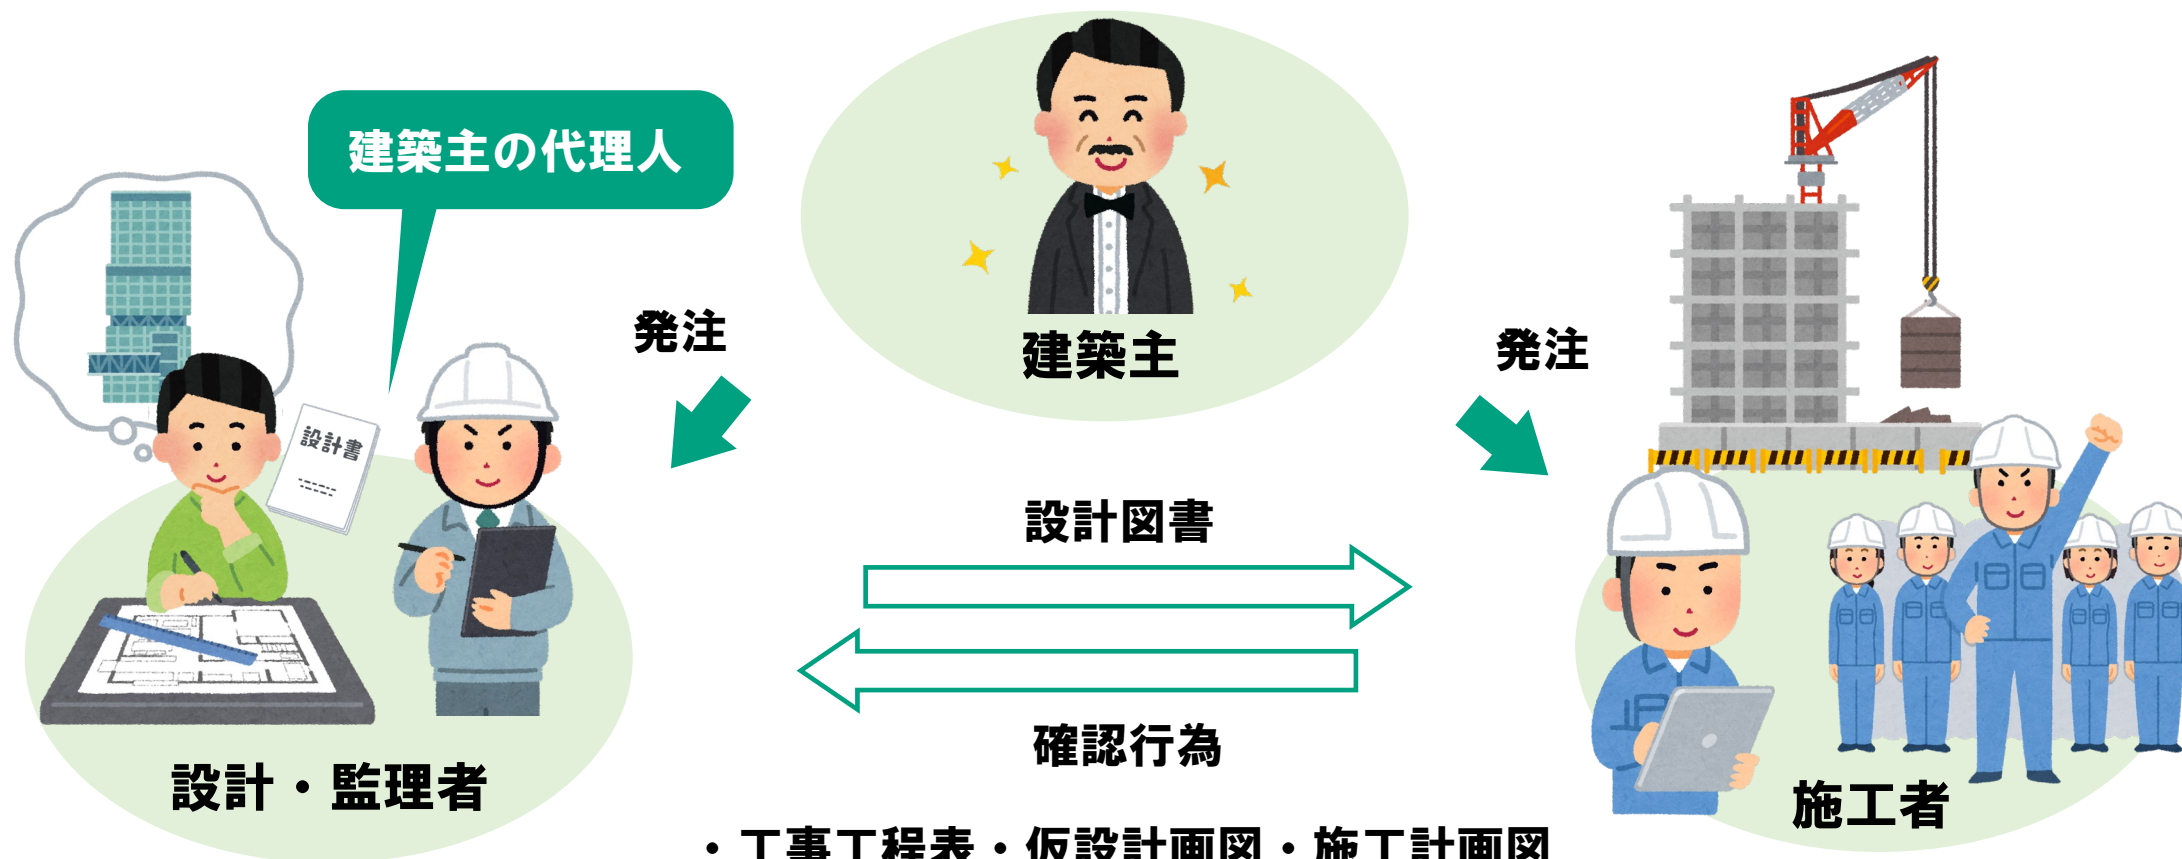 建築主の代理人
発注
建築主
発注
設計書
設計図書
確認行為
設計・監理者
施工者
・工事工程表・仮設計画図・施工計画図